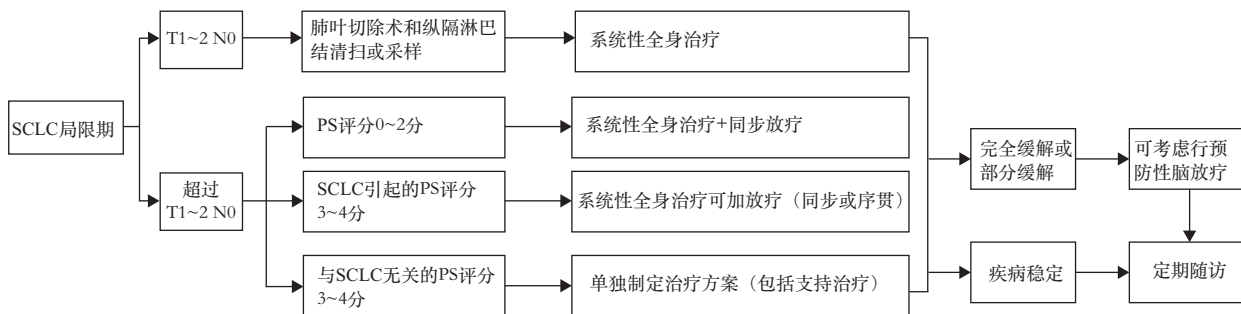 SCLC局限期
T1~2 N0
肺叶切除术和纵隔淋巴
结清扫或采样
系统性全身治疗
超过
T1~2 N0
PS评分0~2分
系统性全身治疗+同步放疗
SCLC引起的PS评分
3~4分
系统性全身治疗可加放疗（同步或序贯）
与SCLC无关的PS评分
3~4分
单独制定治疗方案（包括支持治疗）
完全缓解或
部分缓解
可考虑行预
防性脑放疗
疾病稳定
定期随访